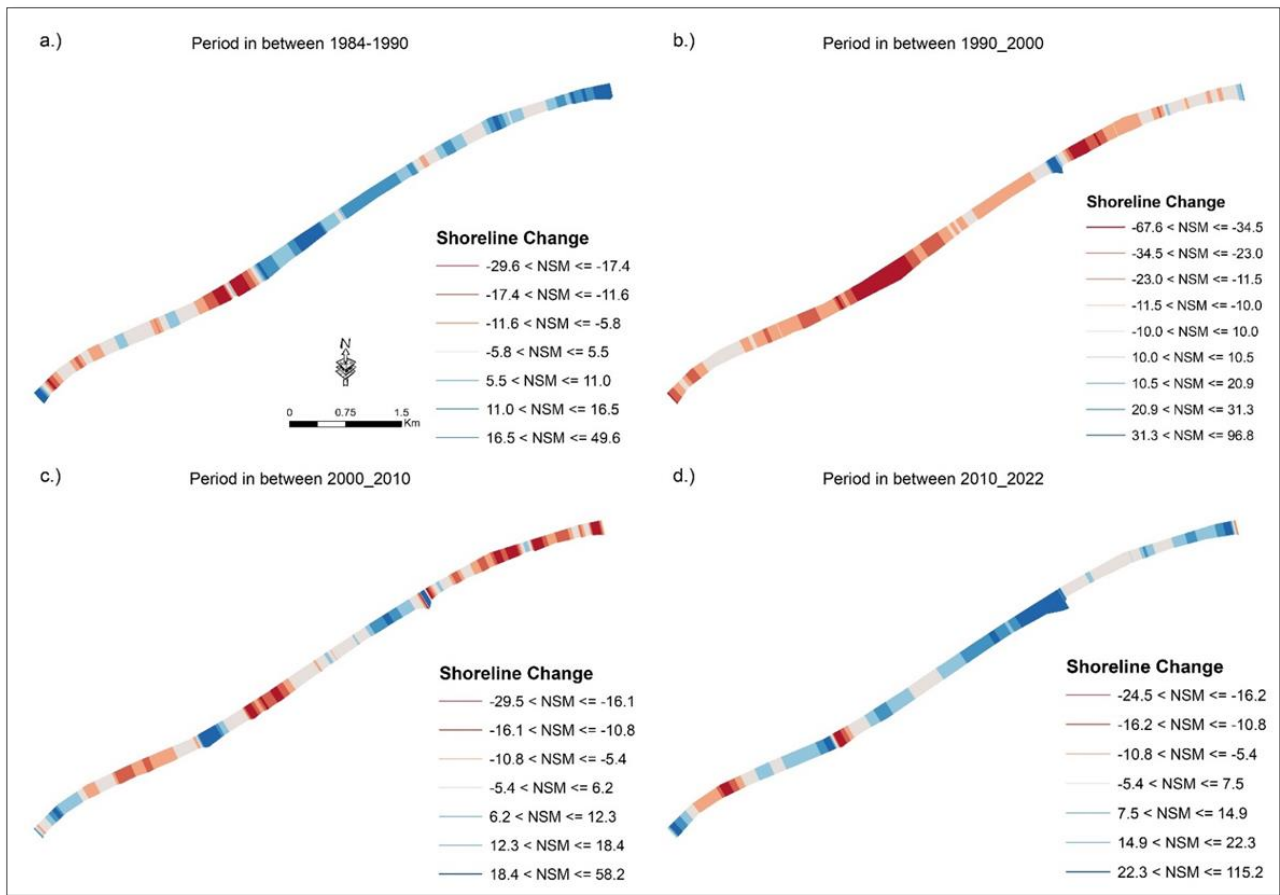 a.) Period in between 1984-1990
b.) Period in between 1990_2000
Shoreline Change
-29.6 < NSM <= -17.4
-17.4 < NSM <= -11.6
-11.6 < NSM <= -5.8
-5.8 < NSM <= 5.5
5.5 < NSM <= 11.0
11.0 < NSM <= 16.5
16.5 < NSM <= 49.6
N
0 0.75 1.5
Km
Shoreline Change
-67.6 < NSM <= -34.5
-34.5 < NSM <= -23.0
-23.0 < NSM <= -11.5
-11.5 < NSM <= -10.0
-10.0 < NSM <= 10.0
10.0 < NSM <= 10.5
10.5 < NSM <= 20.9
20.9 < NSM <= 31.3
31.3 < NSM <= 96.8
c.) Period in between 2000_2010
d.) Period in between 2010_2022
Shoreline Change
-29.5 < NSM <= -16.1
-16.1 < NSM <= -10.8
-10.8 < NSM <= -5.4
-5.4 < NSM <= 6.2
6.2 < NSM <= 12.3
12.3 < NSM <= 18.4
18.4 < NSM <= 58.2
Shoreline Change
-24.5 < NSM <= -16.2
-16.2 < NSM <= -10.8
-10.8 < NSM <= -5.4
-5.4 < NSM <= 7.5
7.5 < NSM <= 14.9
14.9 < NSM <= 22.3
22.3 < NSM <= 115.2